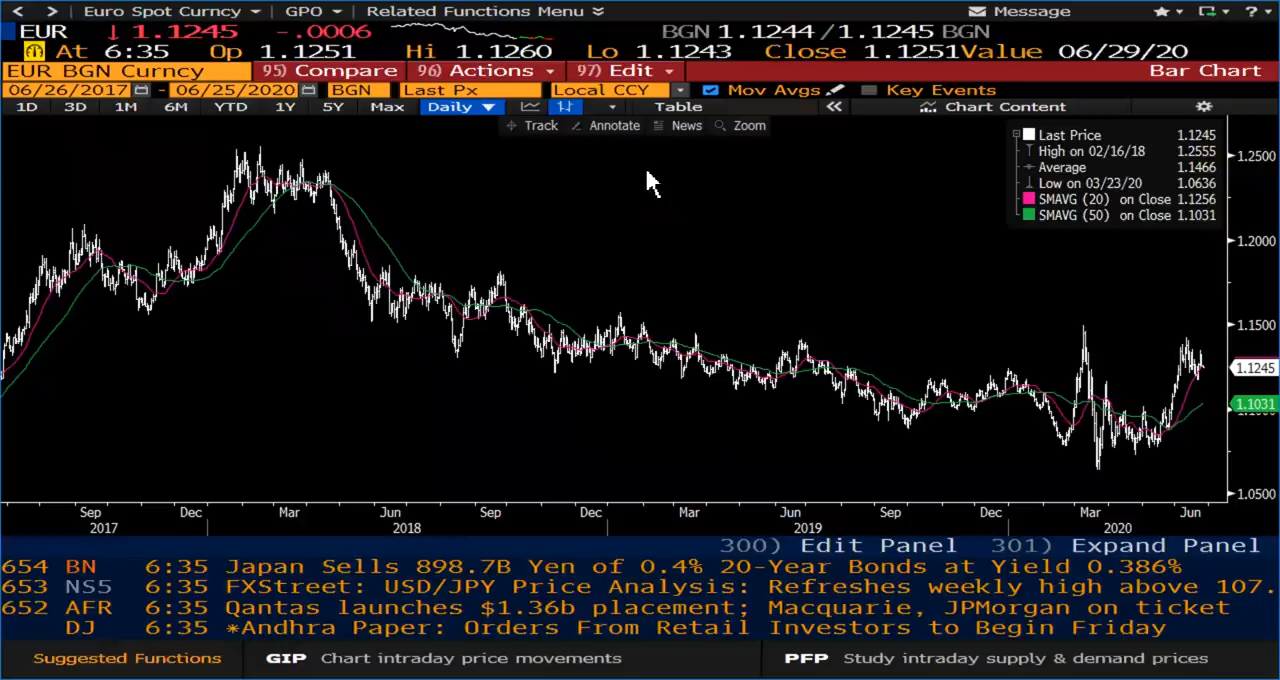 < > Euro Spot Curncy GPO Related Functions Menu Message ?
EUR ↓ 1.1245 -.0006 BGN 1.1244 / 1.1245 BGN
At 6:35 Op 1.1251 Hi 1.1260 Lo 1.1243 Close 1.1251 Value 06/29/20
EUR BGN Curncy 95) Compare 96) Actions 97) Edit Bar Chart
06/26/2017 - 06/25/2020 BGN Last Px Local CCY Mov Avgs Key Events
1D 3D 1M 6M YTD 1Y 5Y Max Daily Table Chart Content
Track Annotate News Zoom
Last Price 1.1245
High on 02/16/18 1.2555
Average 1.1466
Low on 03/23/20 1.0636
SMAVG (20) on Close 1.1256
SMAVG (50) on Close 1.1031
1.2500
1.2000
1.1500
1.1245
1.1031
1.0500
Sep Dec Mar Jun Sep Dec Mar Jun Sep Dec Mar Jun
2017 2018 2019 2020
300) Edit Panel 301) Expand Panel
654 BN 6:35 Japan Sells 898.7B Yen of 0.4% 20-Year Bonds at Yield 0.386%
653 NS5 6:35 FXStreet: USD/JPY Price Analysis: Refreshes weekly high above 107.
652 AFR 6:35 Qantas launches $1.36b placement; Macquarie, JPMorgan on ticket
DJ 6:35 *Andhra Paper: Orders From Retail Investors to Begin Friday
Suggested Functions GIP Chart intraday price movements PFP Study intraday supply & demand prices